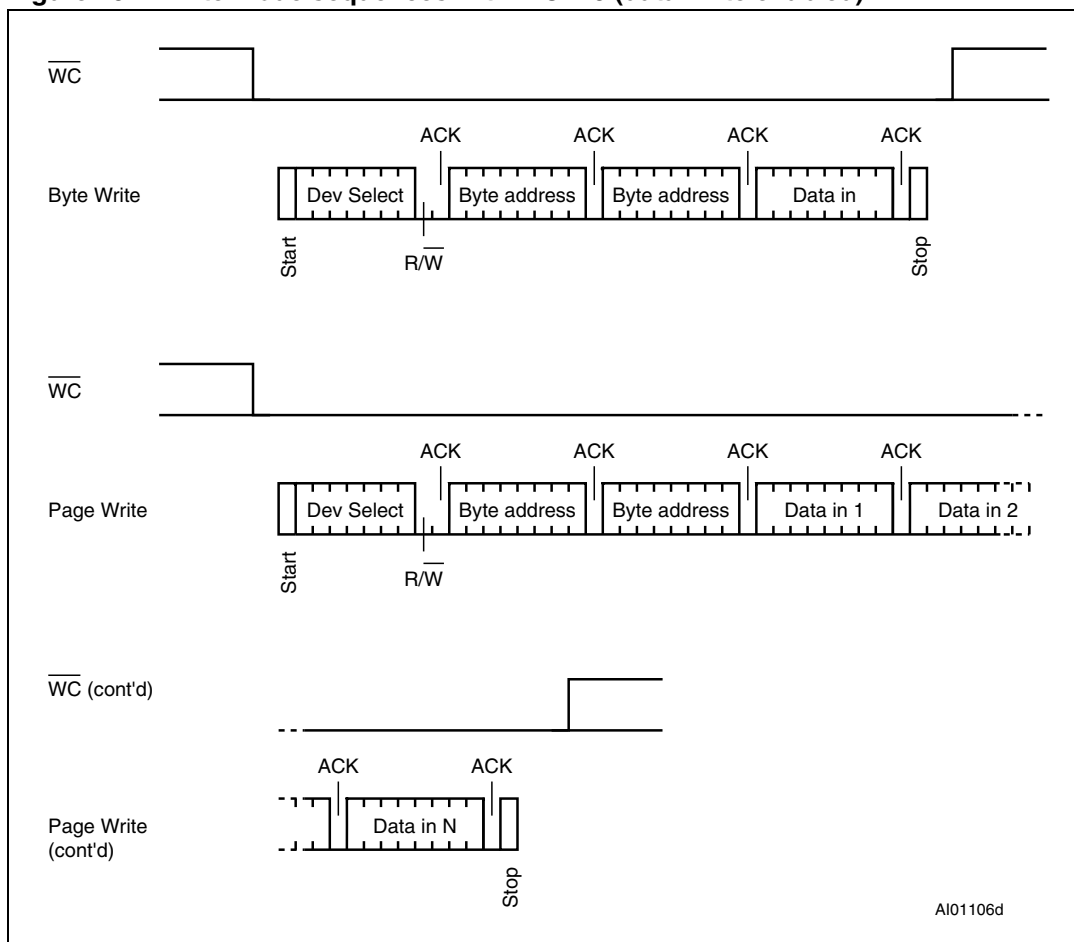 WC
ACK ACK ACK ACK
Byte Write Dev Select Byte address Byte address Data in
Start R/W Stop
WC
ACK ACK ACK ACK
Page Write Dev Select Byte address Byte address Data in 1 Data in 2
Start R/W
WC (cont'd)
ACK ACK
Page Write Data in N
(cont'd)
Stop
AI01106d